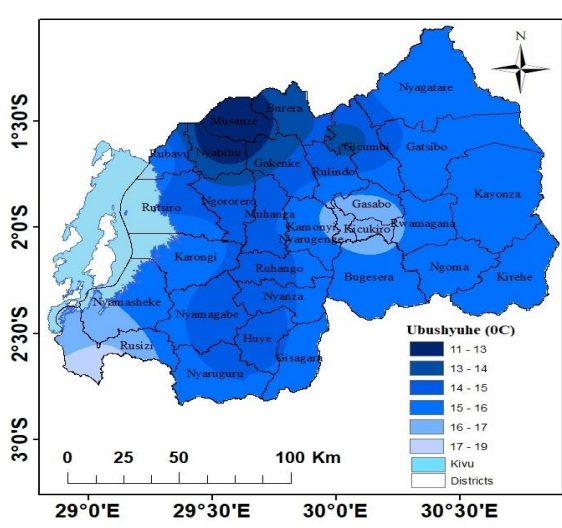 N
Nyagatare
Burera
Musanze
1°30'S
Gicumbi
Gatsibo
Rubavu
Nyabihu
Gakenke
Rulindo
Kayonza
Rutsiro
Ngororero
Gasabo
Muhanga
Rwamagana
2°0'S
Kamonyi
Kicukiro
Nyarugenge
Karongi
Ruhango
Bugesera
Ngoma
Kirehe
Nyamasheke
Nyanza
Nyamagabe
2°30'S
Rusizi
Huye
Gisagara
Nyaruguru
3°0'S
Ubushyuhe (0C)
11 - 13
13 - 14
14 - 15
15 - 16
16 - 17
17 - 19
Kivu
Districts
0 25 50 100 Km
29°0'E 29°30'E 30°0'E 30°30'E